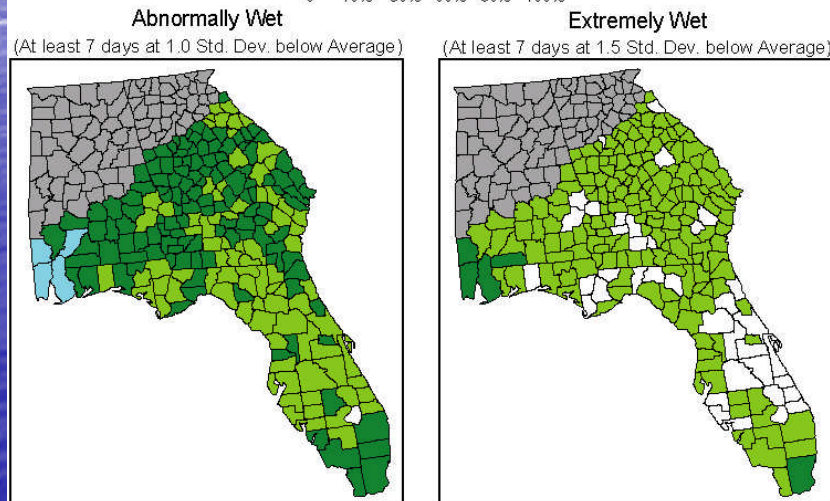 Abnormally Wet
(At least 7 days at 1.0 Std. Dev. below Average)
Extremely Wet
(At least 7 days at 1.5 Std. Dev. below Average)